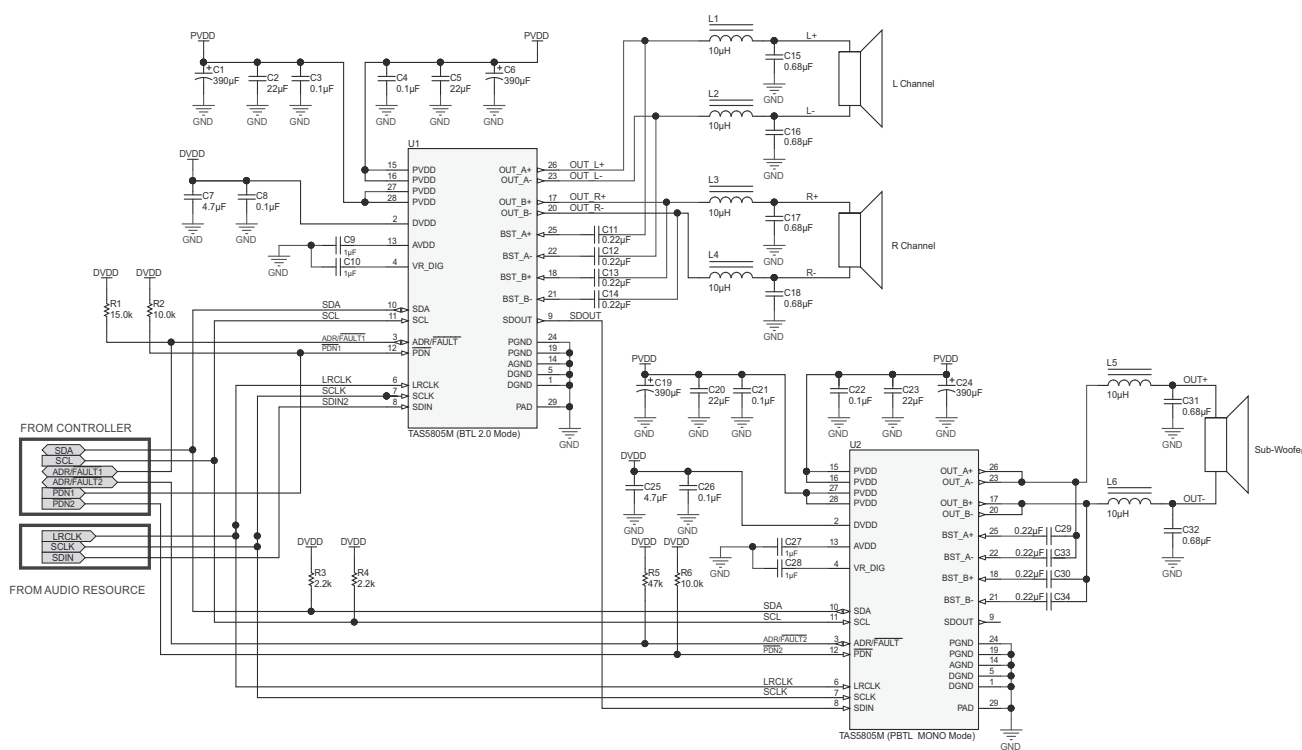 PVDD
C1
390µF
C2
22µF
C3
0.1µF
GND
GND
GND
PVDD
C4
0.1µF
C5
22µF
C6
390µF
GND
GND
GND
DVDD
C7
4.7µF
C8
0.1µF
GND
GND
GND
C9
1µF
C10
1µF
DVDD
DVDD
R1
15.0k
R2
10.0k
SDA
SCL
ADR/FAULT1
PDN1
LRCLK
SCLK
SDIN2
U1
15 PVDD
16 PVDD
27 PVDD
28 PVDD
2 DVDD
13 AVDD
4 VR_DIG
10 SDA
11 SCL
3 ADR/FAULT
12 PDN
6 LRCLK
7 SCLK
8 SDIN
OUT_A+ 26 OUT_L+
OUT_A- 23 OUT_L-
OUT_B+ 17 OUT_R+
OUT_B- 20 OUT_R-
BST_A+ 25
BST_A- 22
BST_B+ 18
BST_B- 21
SDOUT 9 SDOUT
PGND 24
PGND 19
AGND 14
DGND 5
DGND 1
PAD 29
GND
TAS5805M (BTL 2.0 Mode)
C11
0.22µF
C12
0.22µF
C13
0.22µF
C14
0.22µF
L1
10µH
L+
C15
0.68µF
GND
L2
10µH
L-
C16
0.68µF
GND
L Channel
L3
10µH
R+
C17
0.68µF
GND
L4
10µH
R-
C18
0.68µF
GND
R Channel
FROM CONTROLLER
SDA
SCL
ADR/FAULT1
ADR/FAULT2
PDN1
PDN2
LRCLK
SCLK
SDIN
FROM AUDIO RESOURCE
DVDD
DVDD
R3
2.2k
R4
2.2k
PVDD
C19
390µF
C20
22µF
C21
0.1µF
GND
GND
GND
PVDD
C22
0.1µF
C23
22µF
C24
390µF
GND
GND
GND
DVDD
C25
4.7µF
C26
0.1µF
GND
GND
DVDD
DVDD
R5
47k
R6
10.0k
GND
C27
1µF
C28
1µF
SDA
SCL
ADR/FAULT2
PDN2
LRCLK
SCLK
U2
15 PVDD
16 PVDD
27 PVDD
28 PVDD
2 DVDD
13 AVDD
4 VR_DIG
10 SDA
11 SCL
3 ADR/FAULT
12 PDN
6 LRCLK
7 SCLK
8 SDIN
OUT_A+ 26
OUT_A- 23
OUT_B+ 17
OUT_B- 20
BST_A+ 25
BST_A- 22
BST_B+ 18
BST_B- 21
SDOUT 9
PGND 24
PGND 19
AGND 14
DGND 5
DGND 1
PAD 29
GND
TAS5805M (PBTL MONO Mode)
0.22µF C29
0.22µF C33
0.22µF C30
0.22µF C34
L5
10µH
OUT+
C31
0.68µF
GND
L6
10µH
OUT-
C32
0.68µF
GND